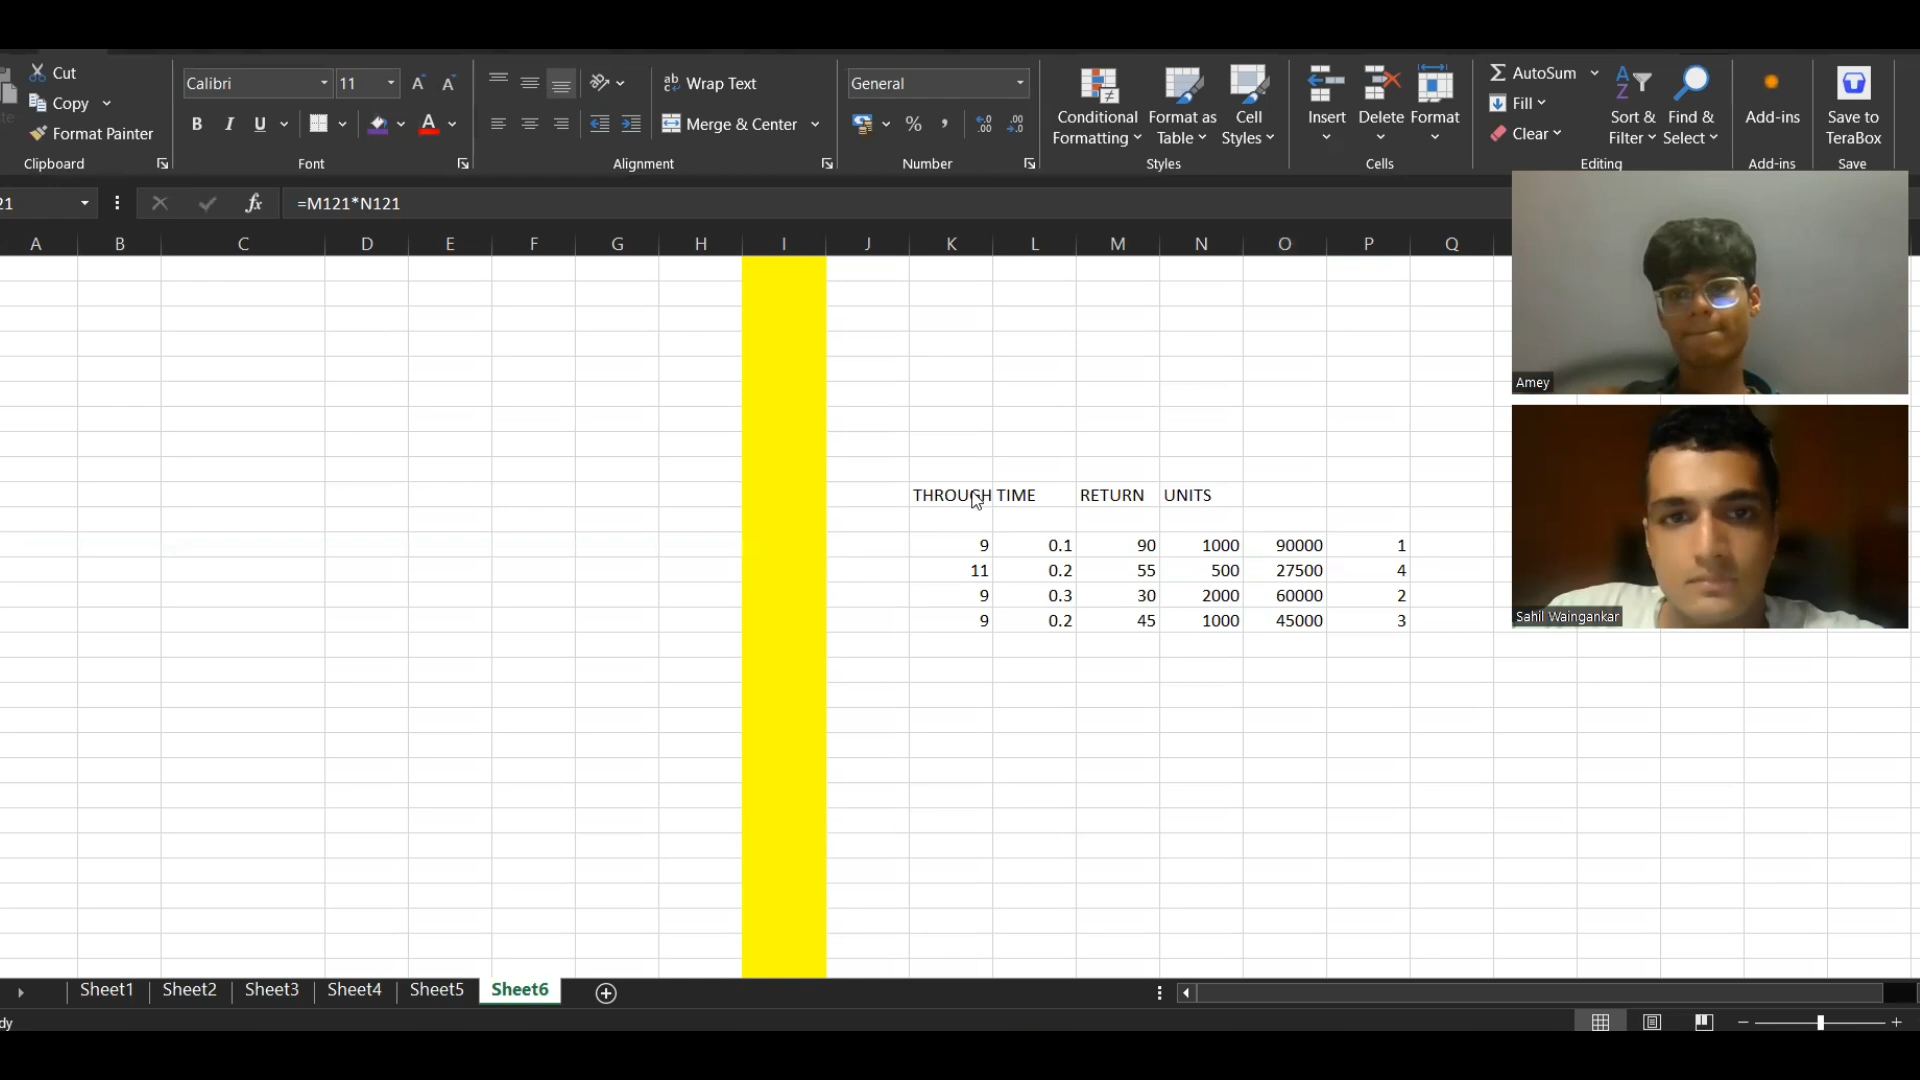 Cut
Copy
Format Painter
Clipboard
Calibri
11
B I U
Font
Wrap Text
Merge & Center
Alignment
General
Number
Conditional
Formatting
Format as
Table
Cell
Styles
Styles
Insert
Delete
Format
Cells
AutoSum
Fill
Clear
Sort &
Filter
Find &
Select
Editing
Add-ins
Add-ins
Save to
TeraBox
Save
21
=M121*N121
A B C D E F G H I J K L M N O P Q
THROUGH TIME RETURN UNITS
9 0.1 90 1000 90000 1
11 0.2 55 500 27500 4
9 0.3 30 2000 60000 2
9 0.2 45 1000 45000 3
Amey
Sahil Waingankar
Sheet1 Sheet2 Sheet3 Sheet4 Sheet5 Sheet6
dy